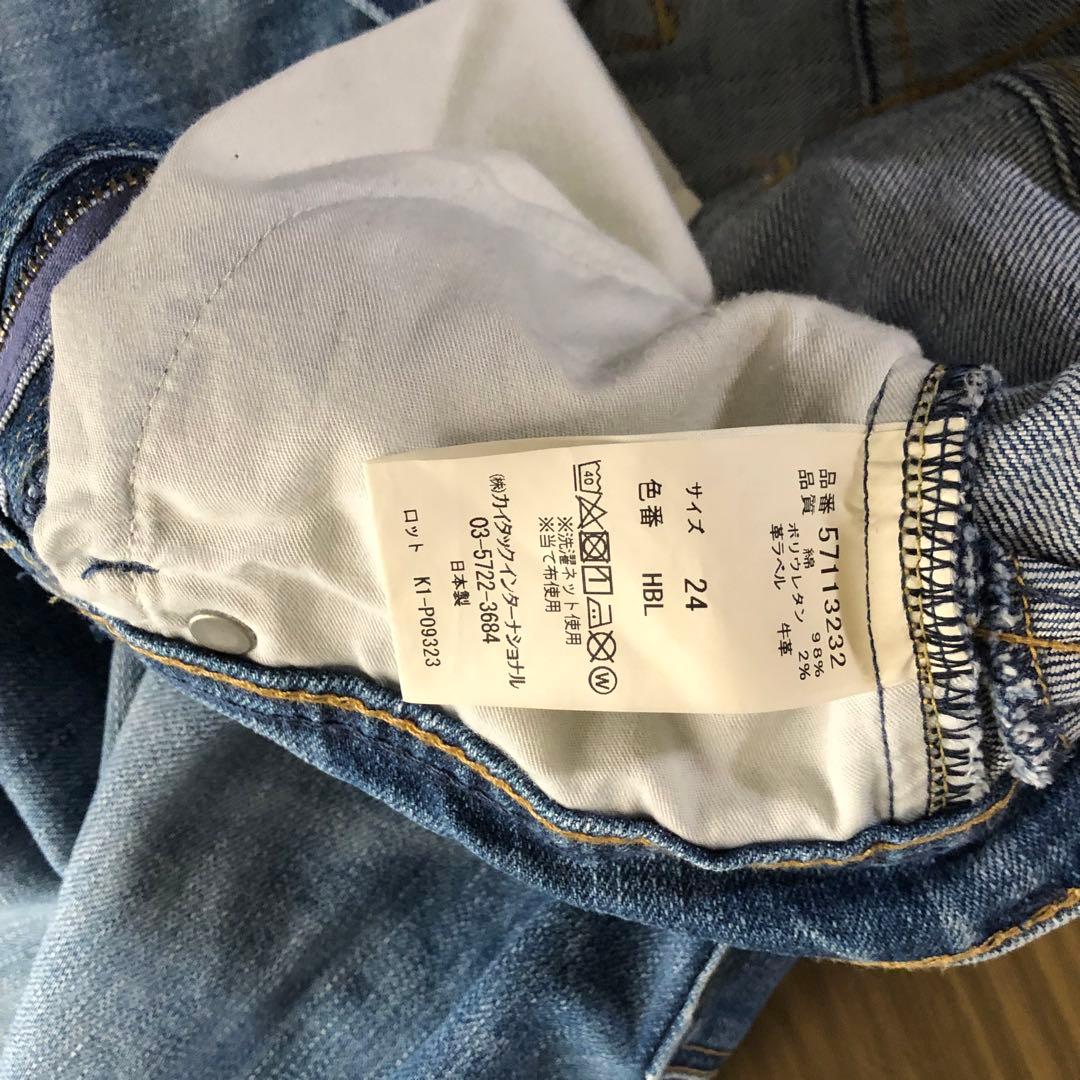 品番 57113232
品質 綿 98%
ポリウレタン 2%
革ラベル 牛革
サイズ 24
色番 HBL
40 W
※洗濯ネット使用
※当て布使用
㈱カイタックインターナショナル
03-5722-3684
日本製
ロット K1-P09323